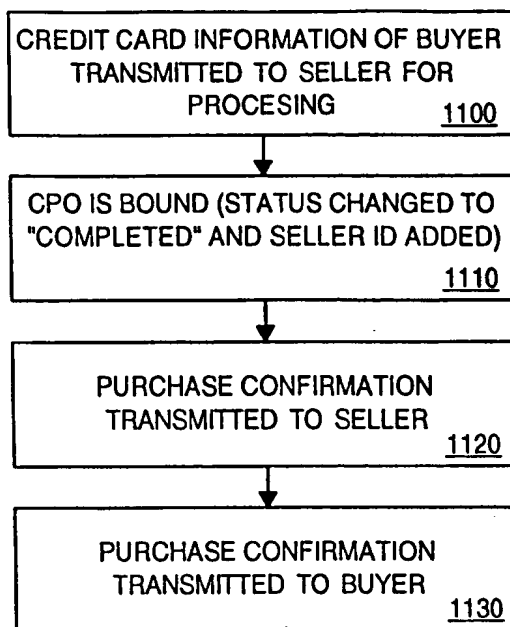 CREDIT CARD INFORMATION OF BUYER
TRANSMITTED TO SELLER FOR
PROCESING
1100
CPO IS BOUND (STATUS CHANGED TO
"COMPLETED" AND SELLER ID ADDED)
1110
PURCHASE CONFIRMATION
TRANSMITTED TO SELLER
1120
PURCHASE CONFIRMATION
TRANSMITTED TO BUYER
1130